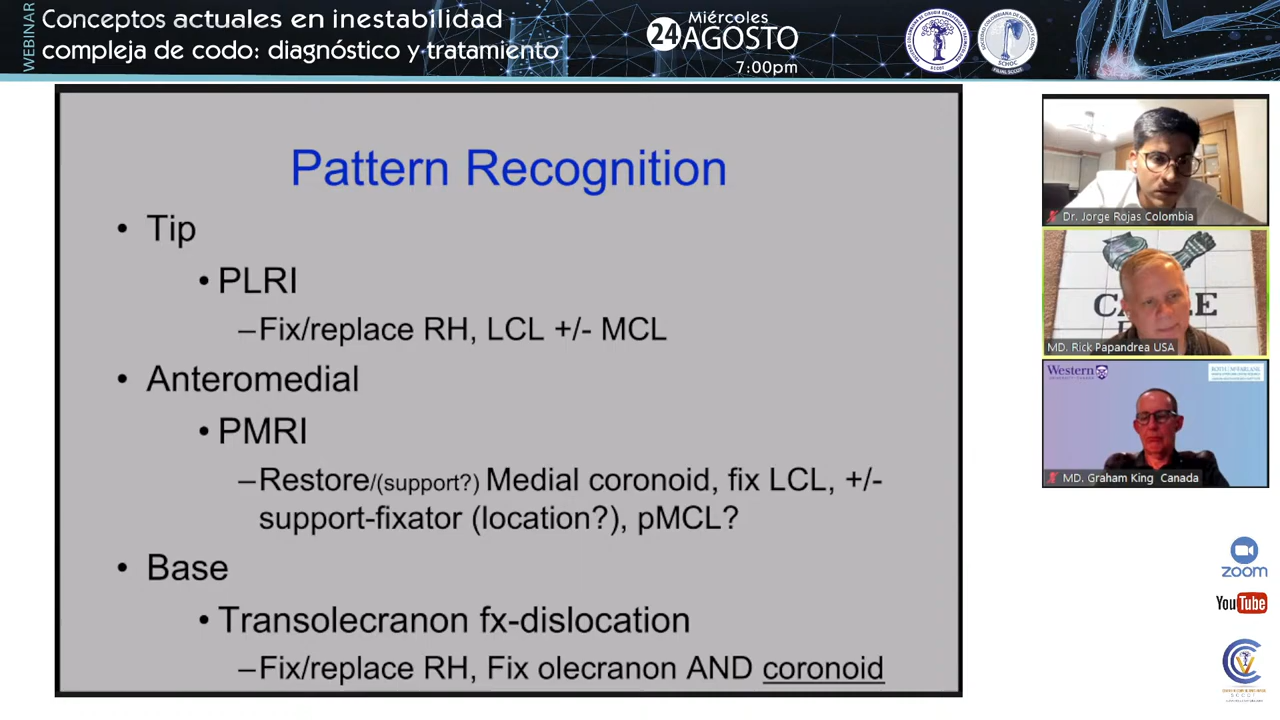 WEBINAR
Conceptos actuales en inestabilidad
compleja de codo: diagnóstico y tratamiento
Miércoles
24 AGOSTO
7:00pm
SCHOC
Pattern Recognition
• Tip
• PLRI
–Fix/replace RH, LCL +/- MCL
• Anteromedial
• PMRI
–Restore/(support?) Medial coronoid, fix LCL, +/-
support-fixator (location?), pMCL?
• Base
• Transolecranon fx-dislocation
–Fix/replace RH, Fix olecranon AND coronoid
Dr. Jorge Rojas Colombia
MD. Rick Papandrea USA
Western
MD. Graham King Canada
zoom
YouTube